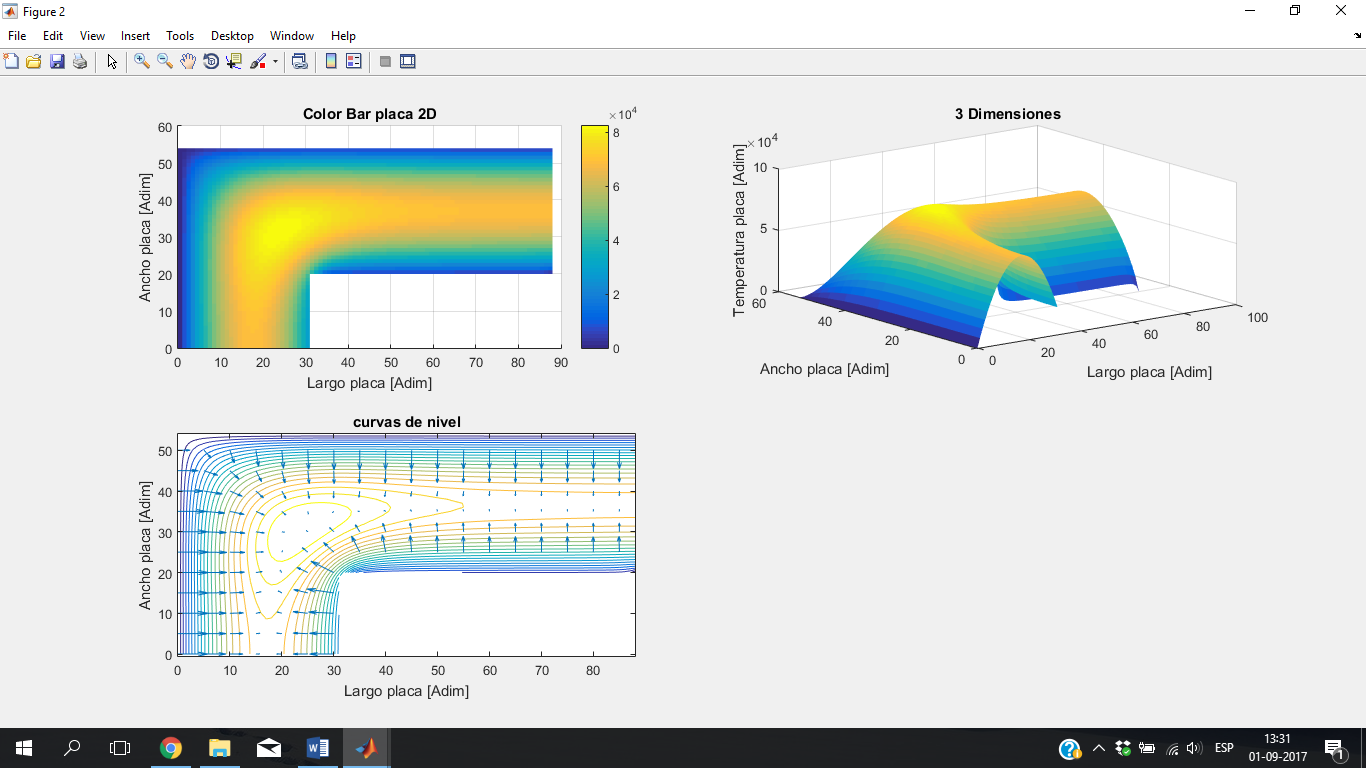 Figure 2
File Edit View Insert Tools Desktop Window Help
Color Bar placa 2D
×10^4
60
50
40
30
20
10
0
Ancho placa [Adim]
0 10 20 30 40 50 60 70 80 90
Largo placa [Adim]
8
6
4
2
0
3 Dimensiones
×10^4
10
5
0
Temperatura placa [Adim]
60
40
20
0
Ancho placa [Adim]
0
20
40
60
80
100
Largo placa [Adim]
curvas de nivel
50
40
30
20
10
0
Ancho placa [Adim]
0 10 20 30 40 50 60 70 80
Largo placa [Adim]
ESP
13:31
01-09-2017
1